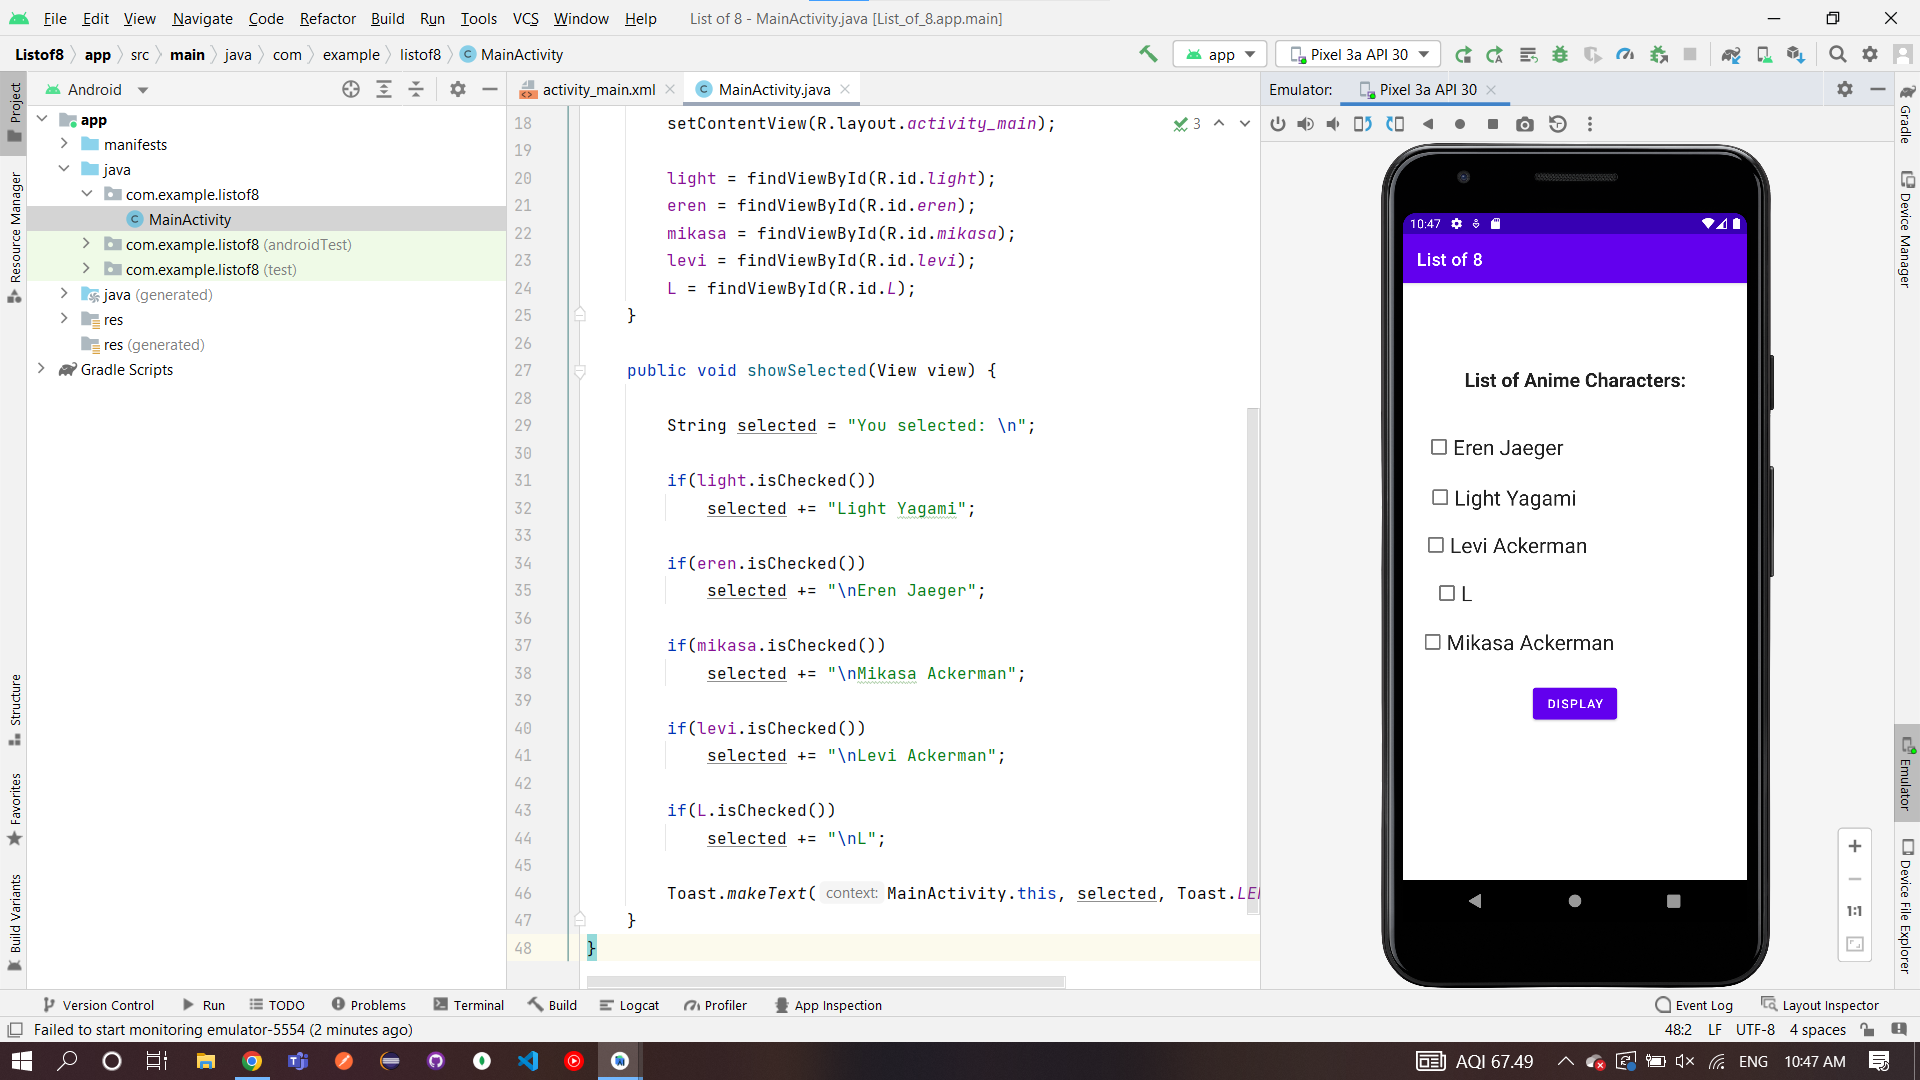 File Edit View Navigate Code Refactor Build Run Tools VCS Window Help List of 8 - MainActivity.java [List_of_8.app.main]
Listof8 app src main java com example listof8 MainActivity app Pixel 3a API 30
Android
activity_main.xml MainActivity.java
Emulator: Pixel 3a API 30
Project
Resource Manager
Structure
Favorites
Build Variants
app
manifests
java
com.example.listof8
MainActivity
com.example.listof8 (androidTest)
com.example.listof8 (test)
java (generated)
res
res (generated)
Gradle Scripts
3
18 setContentView(R.layout.activity_main);
19
20 light = findViewById(R.id.light);
21 eren = findViewById(R.id.eren);
22 mikasa = findViewById(R.id.mikasa);
23 levi = findViewById(R.id.levi);
24 L = findViewById(R.id.L);
25 }
26
27 public void showSelected(View view) {
28
29 String selected = "You selected: \n";
30
31 if(light.isChecked())
32 selected += "Light Yagami";
33
34 if(eren.isChecked())
35 selected += "\nEren Jaeger";
36
37 if(mikasa.isChecked())
38 selected += "\nMikasa Ackerman";
39
40 if(levi.isChecked())
41 selected += "\nLevi Ackerman";
42
43 if(L.isChecked())
44 selected += "\nL";
45
46 Toast.makeText( context: MainActivity.this, selected, Toast.LE
47 }
48 }
10:47
List of 8
List of Anime Characters:
Eren Jaeger
Light Yagami
Levi Ackerman
L
Mikasa Ackerman
DISPLAY
1:1
Gradle
Device Manager
Emulator
Device File Explorer
Version Control Run TODO Problems Terminal Build Logcat Profiler App Inspection Event Log Layout Inspector
Failed to start monitoring emulator-5554 (2 minutes ago) 48:2 LF UTF-8 4 spaces
AQI 67.49 ENG 10:47 AM